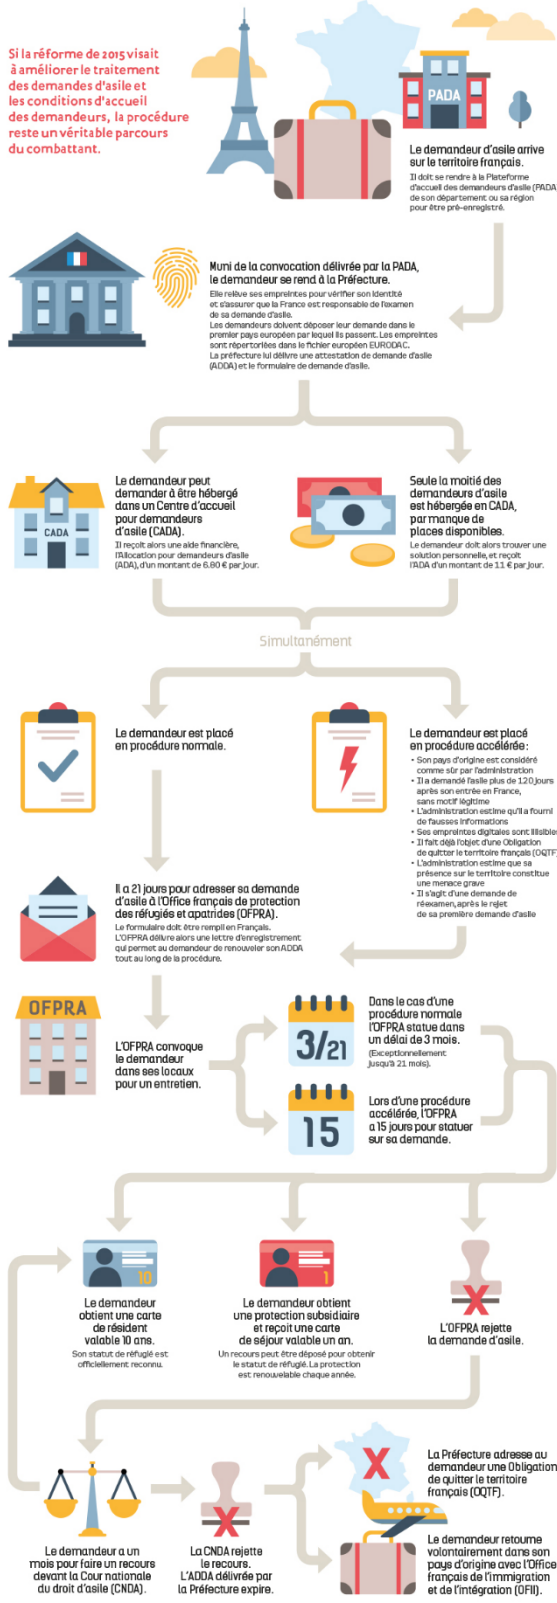 Si la réforme de 2015 visait
à améliorer le traitement
des demandes d'asile et
les conditions d'accueil
des demandeurs, la procédure
reste un véritable parcours
du combattant.
PADA
Le demandeur d'asile arrive
sur le territoire français.
Il doit se rendre à la Plateforme
d'accueil des demandeurs d'asile (PADA)
de son département ou sa région
pour être pré-enregistré.
Muni de la convocation délivrée par la PADA,
le demandeur se rend à la Préfecture.
Elle relève ses empreintes pour vérifier son identité
et s'assurer que la France est responsable de l'examen
de sa demande d'asile.
Les demandeurs doivent déposer leur demande dans le
premier pays européen par lequel ils passent. Les empreintes
sont répertoriées dans le fichier européen EURODAC.
La préfecture lui délivre une attestation de demande d'asile
(ADDA) et le formulaire de demande d'asile.
CADA
Le demandeur peut
demander à être hébergé
dans un Centre d'accueil
pour demandeurs
d'asile (CADA).
Il reçoit alors une aide financière,
l'Allocation pour demandeurs d'asile
(ADA), d'un montant de 6.80 € par jour.
Seule la moitié des
demandeurs d'asile
est hébergée en CADA,
par manque de
places disponibles.
Le demandeur doit alors trouver une
solution personnelle, et reçoit
l'ADA d'un montant de 11 € par jour.
Simultanément
Le demandeur est placé
en procédure normale.
Le demandeur est placé
en procédure accélérée :
• Son pays d'origine est considéré
comme sûr par l'administration
• Il a demandé l'asile plus de 120 jours
après son entrée en France,
sans motif légitime
• L'administration estime qu'il a fourni
de fausses informations
• Ses empreintes digitales sont illisibles
• Il fait déjà l'objet d'une Obligation
de quitter le territoire français (OQTF)
• L'administration estime que sa
présence sur le territoire constitue
une menace grave
• Il s'agit d'une demande de
réexamen, après le rejet
de sa première demande d'asile
Il a 21 jours pour adresser sa demande
d'asile à l'Office français de protection
des réfugiés et apatrides (OFPRA).
Le formulaire doit être rempli en Français.
L'OFPRA délivre alors une lettre d'enregistrement
qui permet au demandeur de renouveler son ADDA
tout au long de la procédure.
OFPRA
L'OFPRA convoque
le demandeur
dans ses locaux
pour un entretien.
3/21
Dans le cas d'une
procédure normale
l'OFPRA statue dans
un délai de 3 mois.
(Exceptionnellement
jusqu'à 21 mois).
15
Lors d'une procédure
accélérée, l'OFPRA
a 15 jours pour statuer
sur sa demande.
10
Le demandeur
obtient une carte
de résident
valable 10 ans.
Son statut de réfugié est
officiellement reconnu.
1
Le demandeur obtient
une protection subsidiaire
et reçoit une carte
de séjour valable un an.
Un recours peut être déposé pour obtenir
le statut de réfugié. La protection
est renouvelable chaque année.
L'OFPRA rejette
la demande d'asile.
Le demandeur a un
mois pour faire un recours
devant la Cour nationale
du droit d'asile (CNDA).
La CNDA rejette
le recours.
L'ADDA délivrée par
la Préfecture expire.
La Préfecture adresse au
demandeur une Obligation
de quitter le territoire
français (OQTF).
Le demandeur retourne
volontairement dans son
pays d'origine avec l'Office
français de l'immigration
et de l'intégration (OFII).